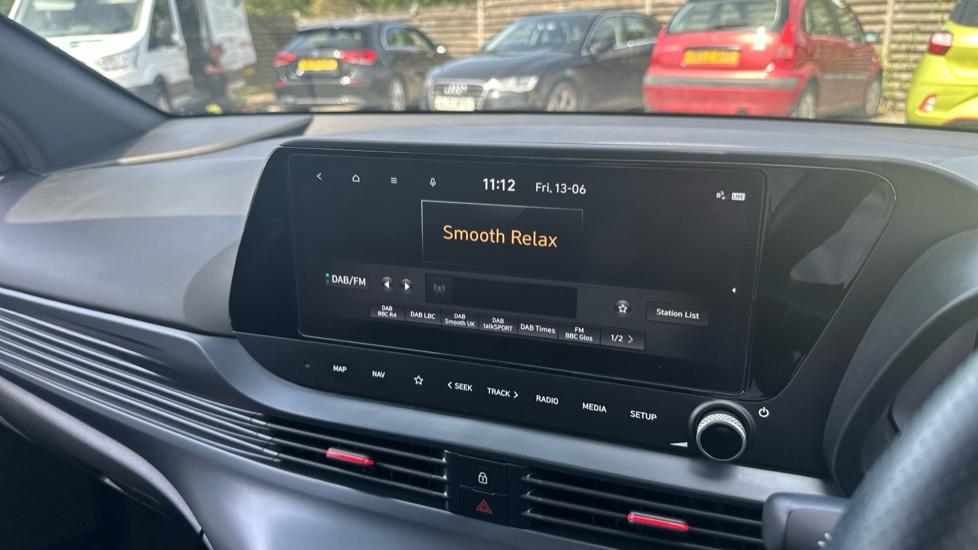 11:12 Fri, 13-06
LIVE
Smooth Relax
DAB/FM
Station List
DAB BBC R4
DAB LBC
DAB Smooth UK
DAB talkSPORT
DAB Times
FM BBC Glos
1/2
MAP NAV SEEK TRACK RADIO MEDIA SETUP